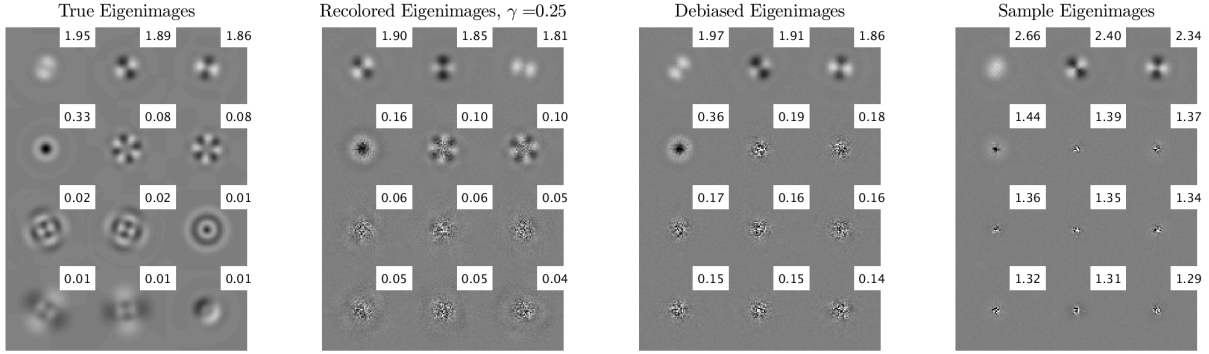 True Eigenimages
1.95 1.89 1.86
0.33 0.08 0.08
0.02 0.02 0.01
0.01 0.01 0.01
Recolored Eigenimages, γ =0.25
1.90 1.85 1.81
0.16 0.10 0.10
0.06 0.06 0.05
0.05 0.05 0.04
Debiased Eigenimages
1.97 1.91 1.86
0.36 0.19 0.18
0.17 0.16 0.16
0.15 0.15 0.14
Sample Eigenimages
2.66 2.40 2.34
1.44 1.39 1.37
1.36 1.35 1.34
1.32 1.31 1.29